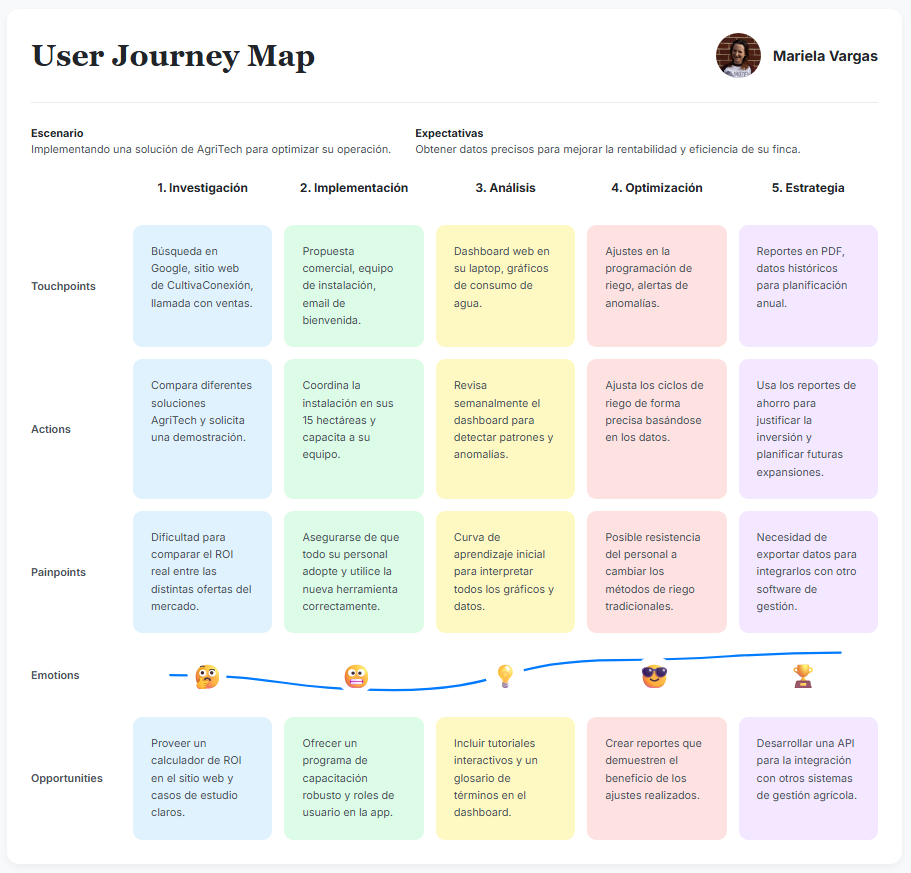 User Journey Map
Mariela Vargas
Escenario
Implementando una solución de AgriTech para optimizar su operación.
Expectativas
Obtener datos precisos para mejorar la rentabilidad y eficiencia de su finca.
1. Investigación
2. Implementación
3. Análisis
4. Optimización
5. Estrategia
Touchpoints
Búsqueda en
Google, sitio web
de CultivaConexión,
llamada con ventas.
Propuesta
comercial, equipo
de instalación,
email de
bienvenida.
Dashboard web en
su laptop, gráficos
de consumo de
agua.
Ajustes en la
programación de
riego, alertas de
anomalías.
Reportes en PDF,
datos históricos
para planificación
anual.
Actions
Compara diferentes
soluciones
AgriTech y solicita
una demostración.
Coordina la
instalación en sus
15 hectáreas y
capacita a su
equipo.
Revisa
semanalmente el
dashboard para
detectar patrones y
anomalías.
Ajusta los ciclos de
riego de forma
precisa basándose
en los datos.
Usa los reportes de
ahorro para
justificar la
inversión y
planificar futuras
expansiones.
Painpoints
Dificultad para
comparar el ROI
real entre las
distintas ofertas del
mercado.
Asegurarse de que
todo su personal
adopte y utilice la
nueva herramienta
correctamente.
Curva de
aprendizaje inicial
para interpretar
todos los gráficos y
datos.
Posible resistencia
del personal a
cambiar los
métodos de riego
tradicionales.
Necesidad de
exportar datos para
integrarlos con otro
software de
gestión.
Emotions
Opportunities
Proveer un
calculador de ROI
en el sitio web y
casos de estudio
claros.
Ofrecer un
programa de
capacitación
robusto y roles de
usuario en la app.
Incluir tutoriales
interactivos y un
glosario de
términos en el
dashboard.
Crear reportes que
demuestren el
beneficio de los
ajustes realizados.
Desarrollar una API
para la integración
con otros sistemas
de gestión agrícola.